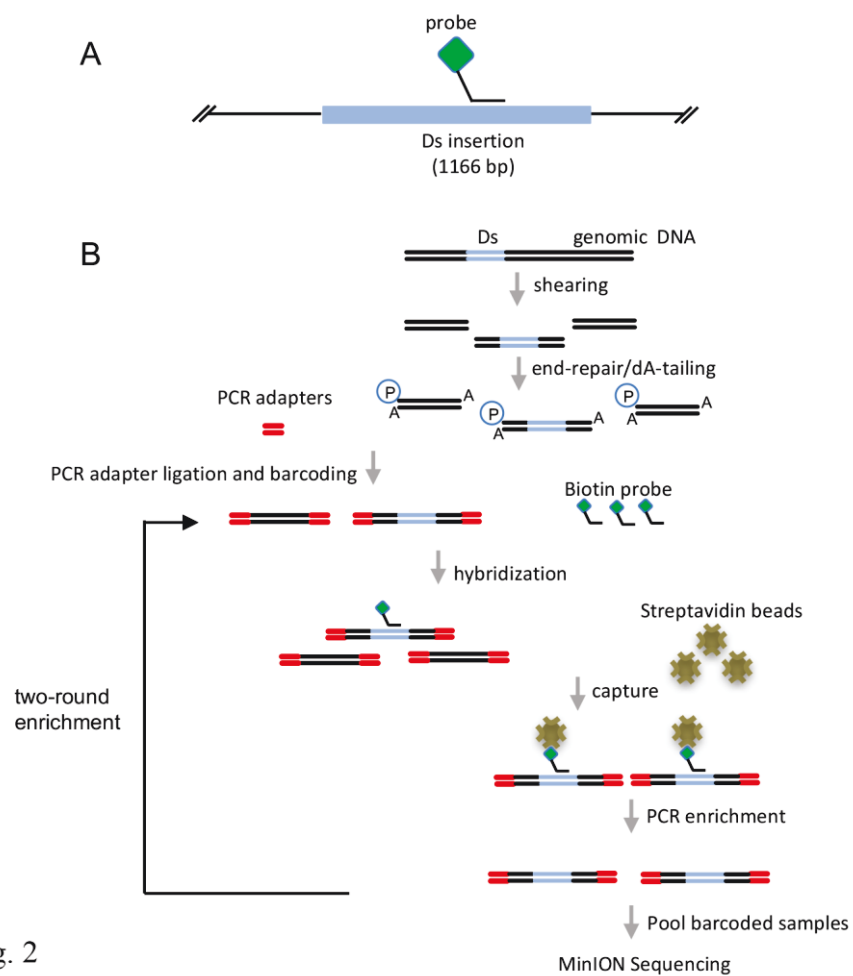 A
probe
Ds insertion
(1166 bp)
B
Ds
genomic DNA
shearing
end-repair/dA-tailing
PCR adapters
P
A
A
P
A
A
P
A
A
PCR adapter ligation and barcoding
Biotin probe
hybridization
Streptavidin beads
capture
two-round
enrichment
PCR enrichment
Pool barcoded samples
g. 2
MinION Sequencing